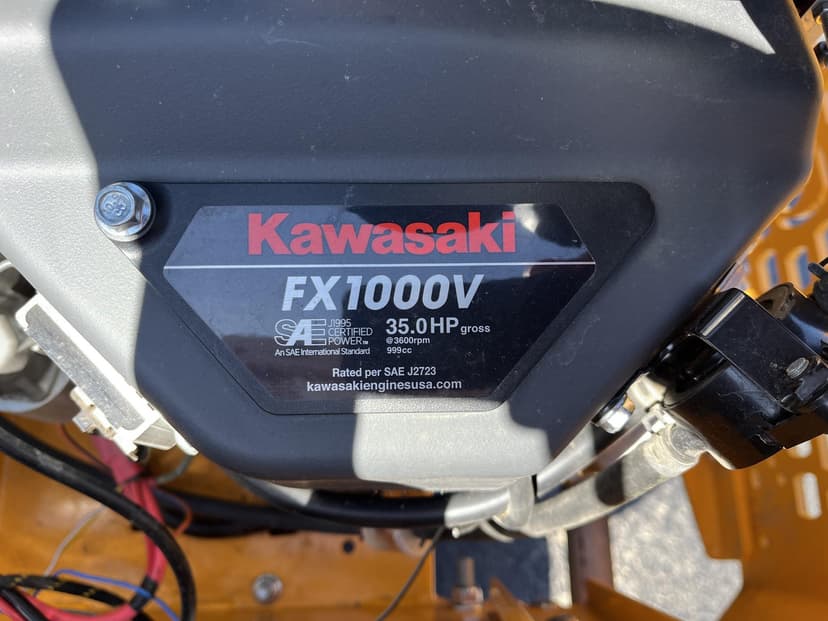 Kawasaki
FX1000V
SAE J1995 CERTIFIED POWER™
An SAE International Standard
35.0 HP gross
@3600rpm
999cc
Rated per SAE J2723
kawasakienginesusa.com